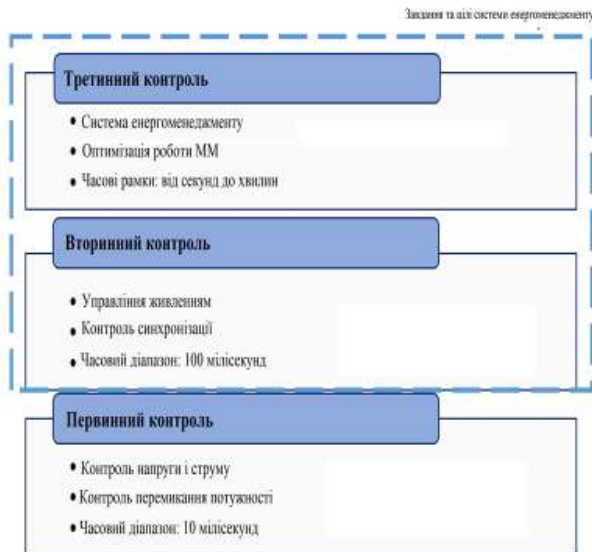 Завдання та цілі системи енергоменеджменту
Третинний контроль
• Система енергоменеджменту
• Оптимізація роботи ММ
• Часові рамки: від секунд до хвилин
Вторинний контроль
• Управління живленням
• Контроль синхронізації
• Часовий діапазон: 100 мілісекунд
Первинний контроль
• Контроль напруги і струму
• Контроль перемикання потужності
• Часовий діапазон: 10 мілісекунд